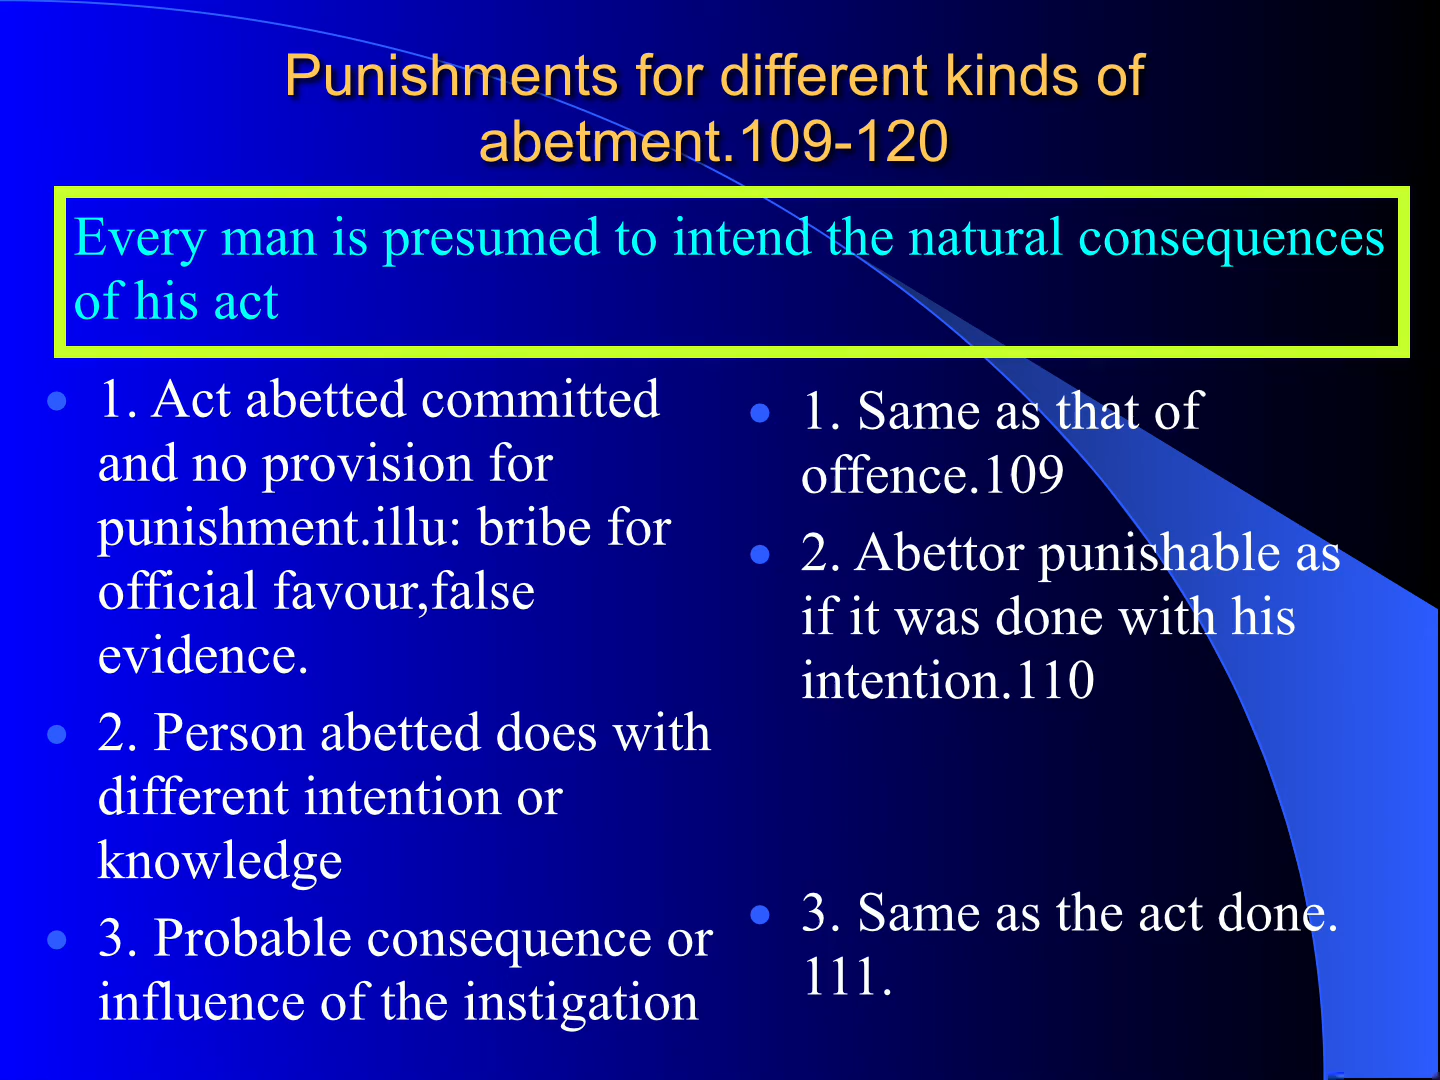 Punishments for different kinds of
abetment.109-120
Every man is presumed to intend the natural consequences
of his act
1. Act abetted committed
and no provision for
punishment.illu: bribe for
official favour,false
evidence.
2. Person abetted does with
different intention or
knowledge
3. Probable consequence or
influence of the instigation
1. Same as that of
offence.109
2. Abettor punishable as
if it was done with his
intention.110
3. Same as the act done.
111.